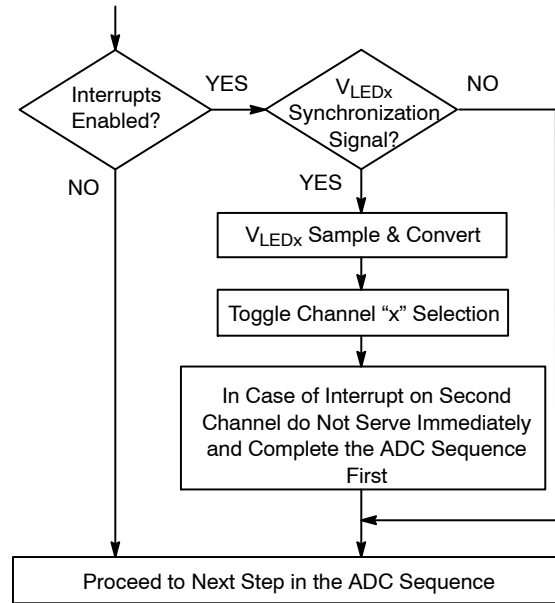 Interrupts
Enabled?
YES
V_LEDx
Synchronization
Signal?
NO
NO
YES
V_LEDx Sample & Convert
Toggle Channel “x” Selection
In Case of Interrupt on Second
Channel do Not Serve Immediately
and Complete the ADC Sequence
First
Proceed to Next Step in the ADC Sequence